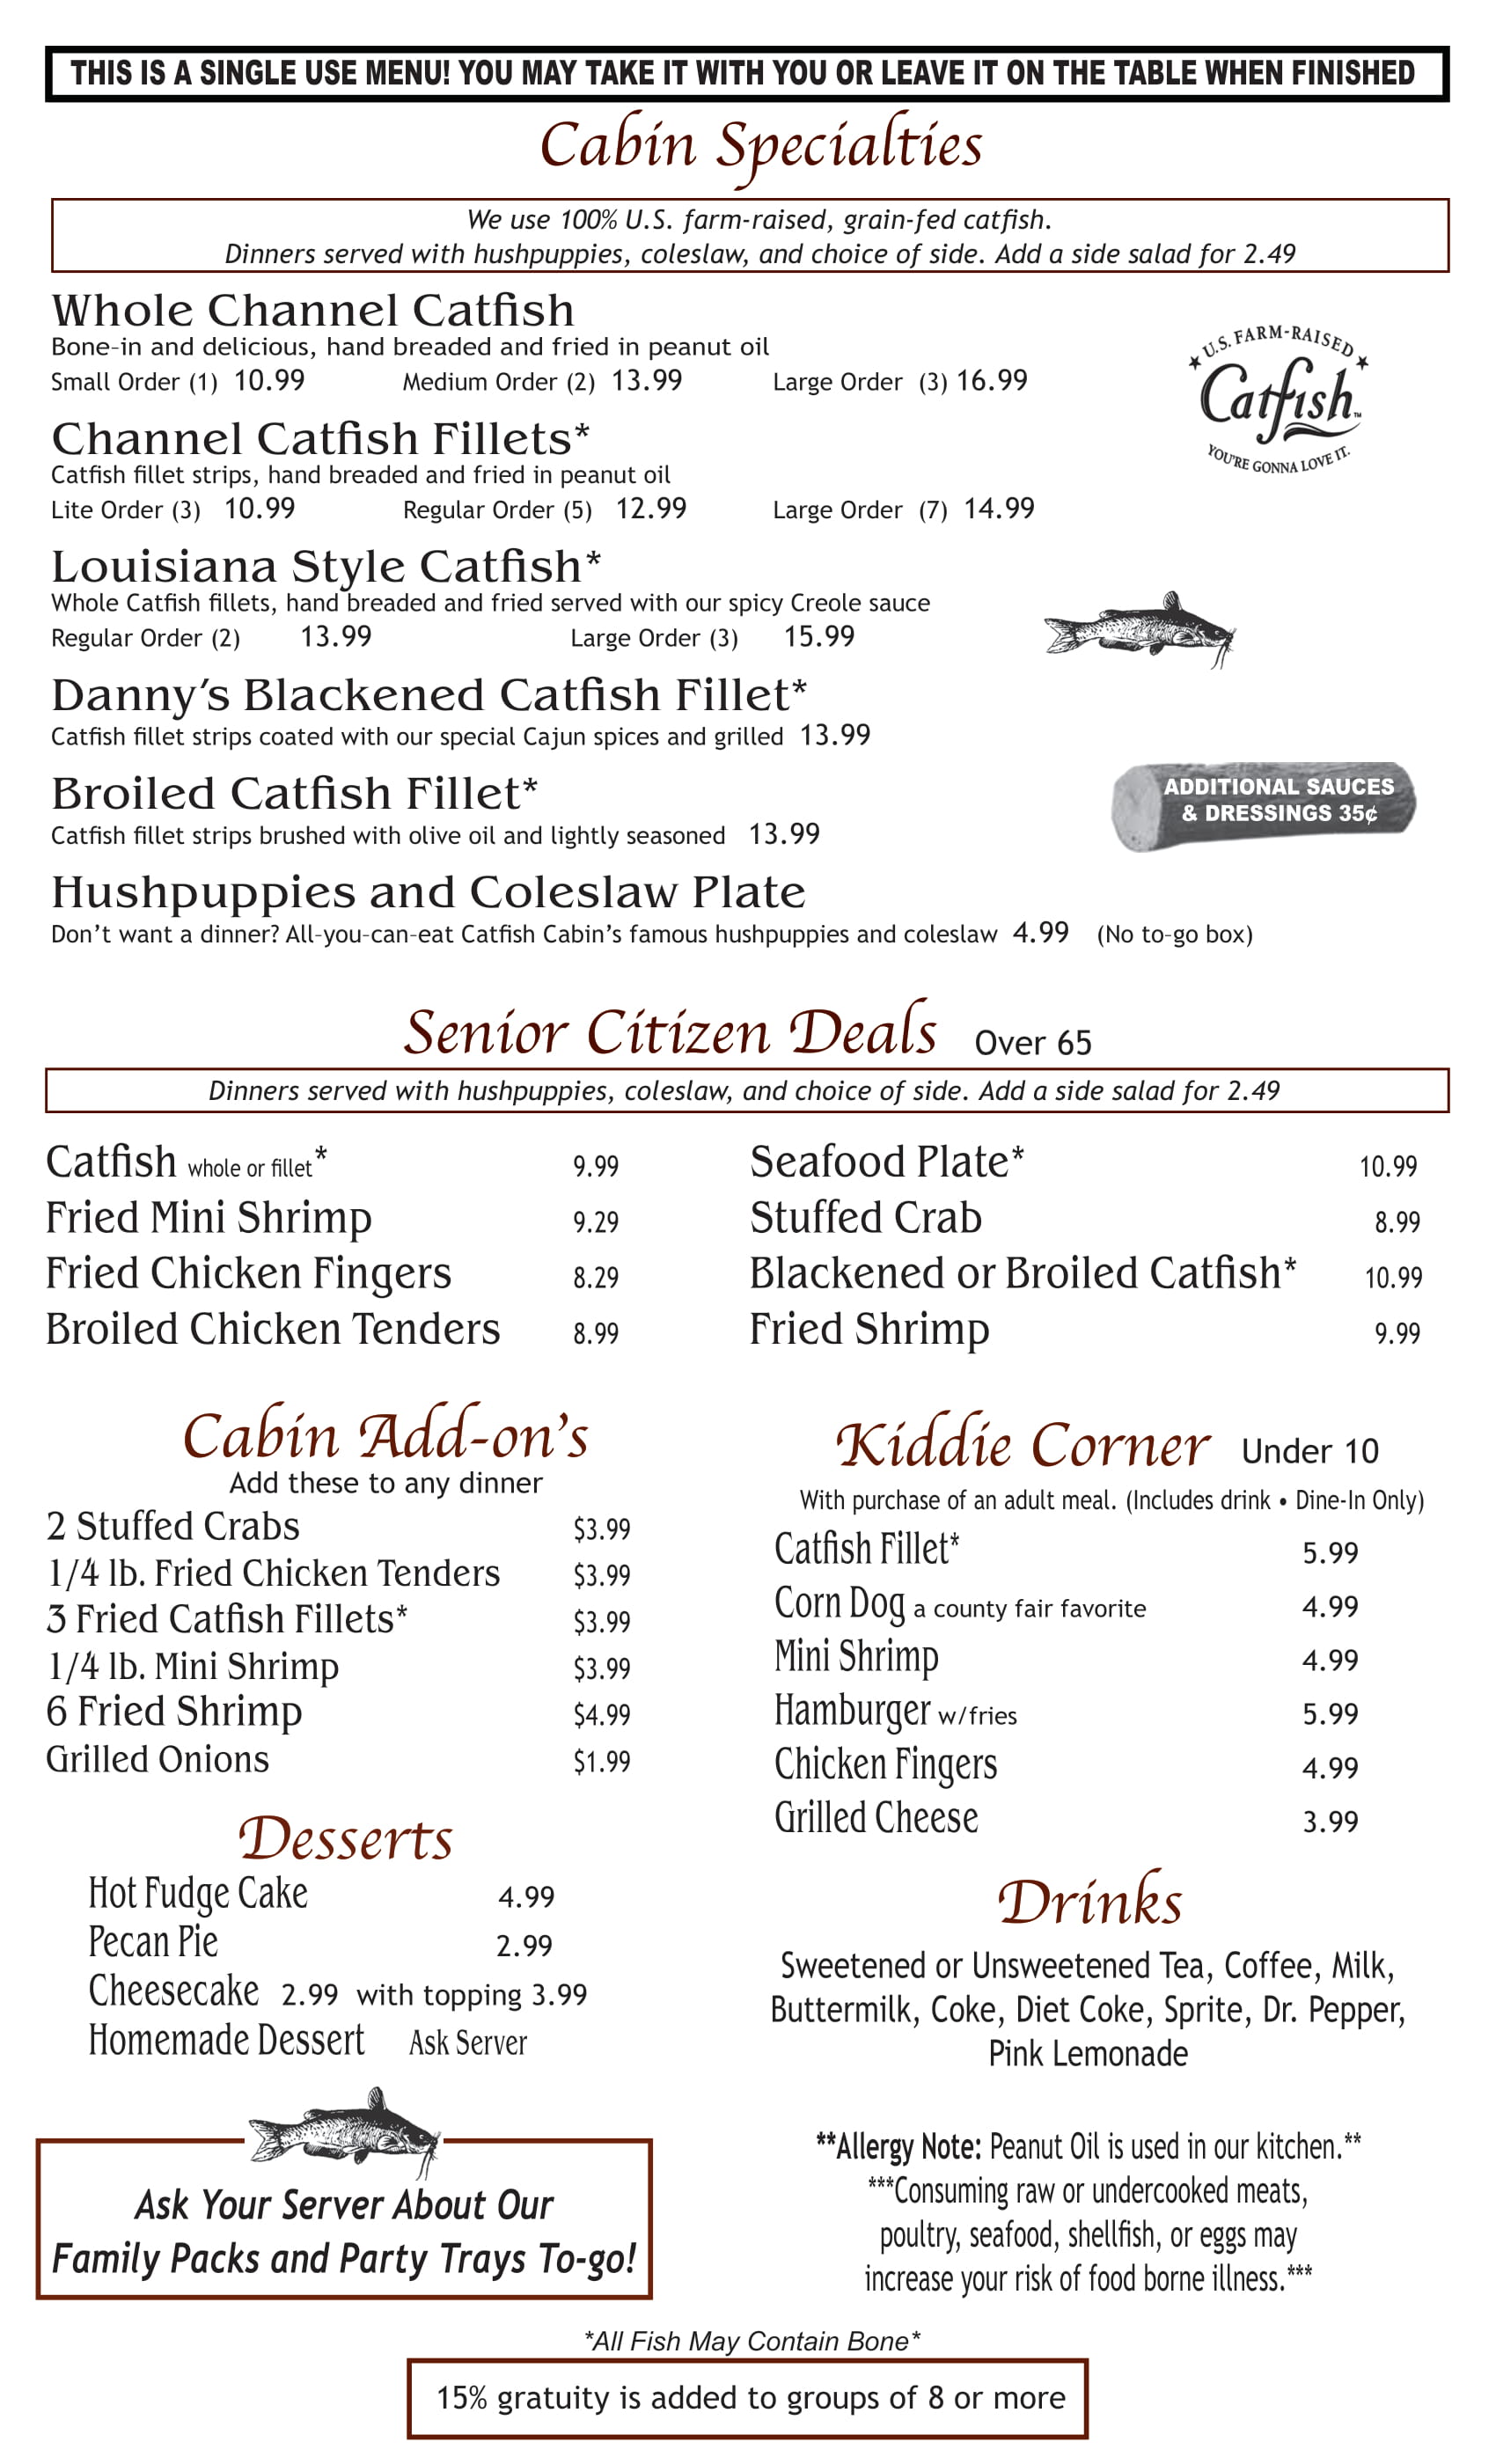 THIS IS A SINGLE USE MENU! YOU MAY TAKE IT WITH YOU OR LEAVE IT ON THE TABLE WHEN FINISHED
Cabin Specialties
We use 100% U.S. farm-raised, grain-fed catfish.
Dinners served with hushpuppies, coleslaw, and choice of side. Add a side salad for 2.49
Whole Channel Catfish
Bone-in and delicious, hand breaded and fried in peanut oil
Small Order (1) 10.99 Medium Order (2) 13.99 Large Order (3) 16.99
★ U.S. FARM-RAISED ★
Catfish™
YOU'RE GONNA LOVE IT.
Channel Catfish Fillets*
Catfish fillet strips, hand breaded and fried in peanut oil
Lite Order (3) 10.99 Regular Order (5) 12.99 Large Order (7) 14.99
Louisiana Style Catfish*
Whole Catfish fillets, hand breaded and fried served with our spicy Creole sauce
Regular Order (2) 13.99 Large Order (3) 15.99
Danny’s Blackened Catfish Fillet*
Catfish fillet strips coated with our special Cajun spices and grilled 13.99
Broiled Catfish Fillet*
Catfish fillet strips brushed with olive oil and lightly seasoned 13.99
ADDITIONAL SAUCES
& DRESSINGS 35¢
Hushpuppies and Coleslaw Plate
Don’t want a dinner? All-you-can-eat Catfish Cabin’s famous hushpuppies and coleslaw 4.99 (No to-go box)
Senior Citizen Deals Over 65
Dinners served with hushpuppies, coleslaw, and choice of side. Add a side salad for 2.49
Catfish whole or fillet* 9.99
Fried Mini Shrimp 9.29
Fried Chicken Fingers 8.29
Broiled Chicken Tenders 8.99
Seafood Plate* 10.99
Stuffed Crab 8.99
Blackened or Broiled Catfish* 10.99
Fried Shrimp 9.99
Cabin Add-on’s
Add these to any dinner
2 Stuffed Crabs $3.99
1/4 lb. Fried Chicken Tenders $3.99
3 Fried Catfish Fillets* $3.99
1/4 lb. Mini Shrimp $3.99
6 Fried Shrimp $4.99
Grilled Onions $1.99
Desserts
Hot Fudge Cake 4.99
Pecan Pie 2.99
Cheesecake 2.99 with topping 3.99
Homemade Dessert Ask Server
Ask Your Server About Our
Family Packs and Party Trays To-go!
Kiddie Corner Under 10
With purchase of an adult meal. (Includes drink • Dine-In Only)
Catfish Fillet* 5.99
Corn Dog a county fair favorite 4.99
Mini Shrimp 4.99
Hamburger w/fries 5.99
Chicken Fingers 4.99
Grilled Cheese 3.99
Drinks
Sweetened or Unsweetened Tea, Coffee, Milk,
Buttermilk, Coke, Diet Coke, Sprite, Dr. Pepper,
Pink Lemonade
**Allergy Note: Peanut Oil is used in our kitchen.**
***Consuming raw or undercooked meats,
poultry, seafood, shellfish, or eggs may
increase your risk of food borne illness.***
*All Fish May Contain Bone*
15% gratuity is added to groups of 8 or more